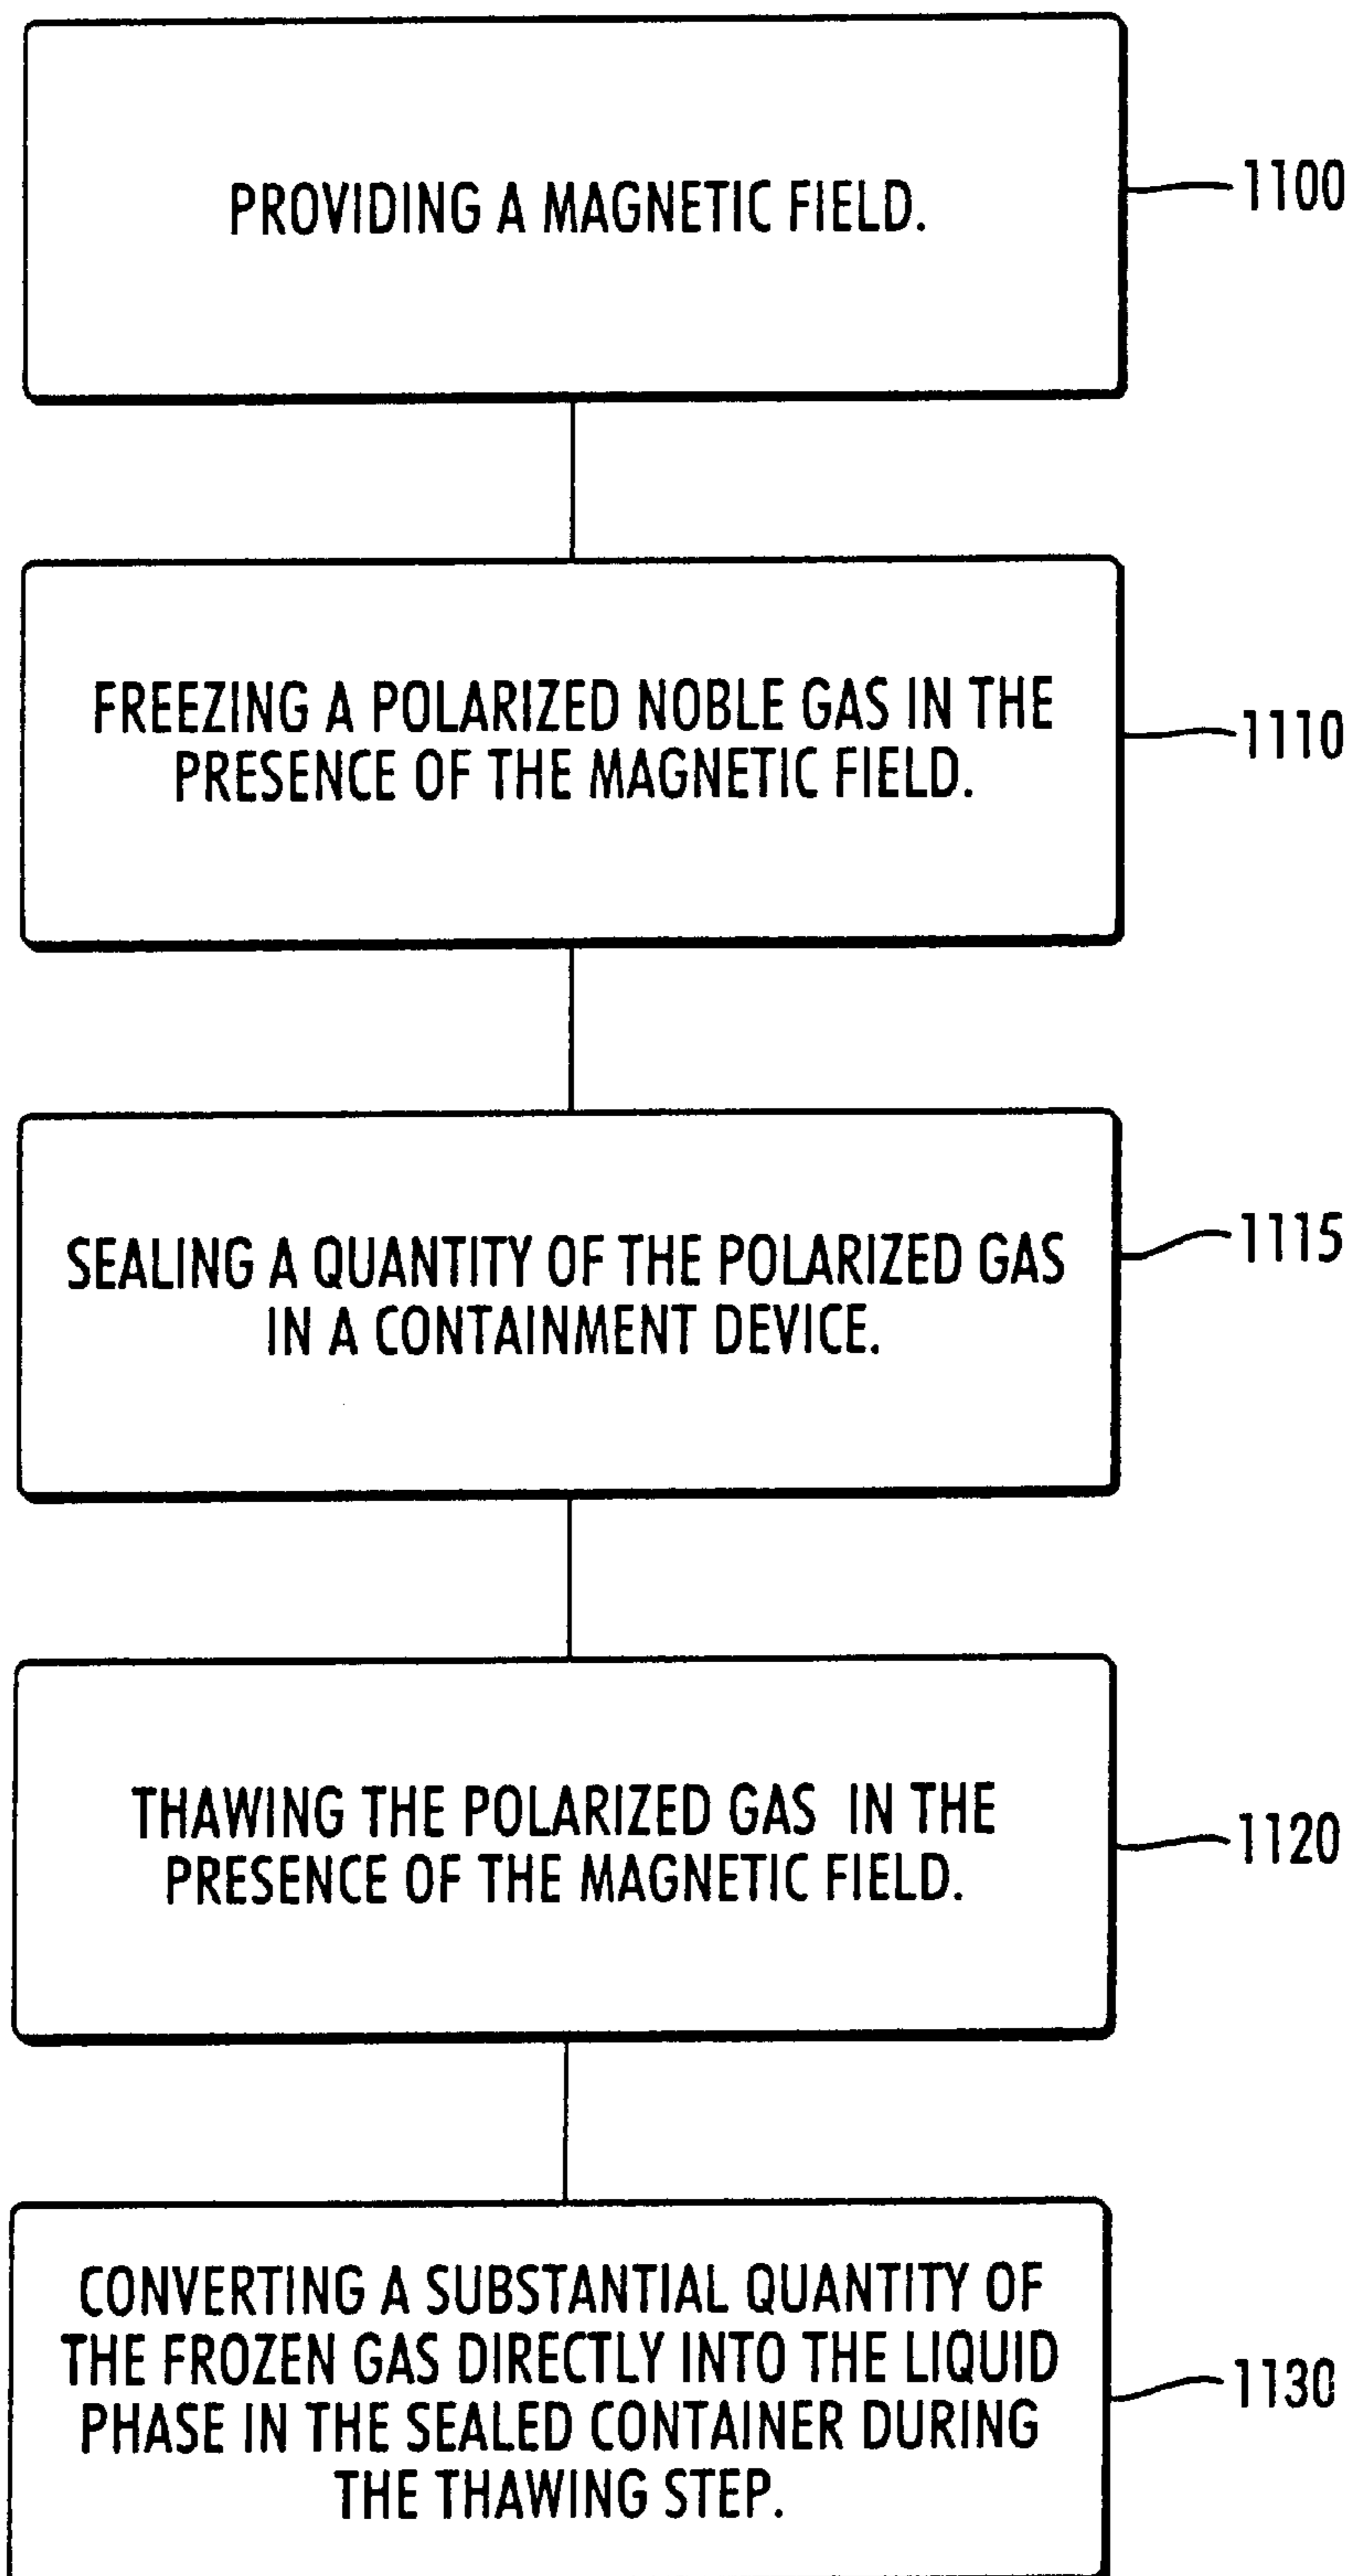 PROVIDING A MAGNETIC FIELD.
1100
FREEZING A POLARIZED NOBLE GAS IN THE
PRESENCE OF THE MAGNETIC FIELD.
1110
SEALING A QUANTITY OF THE POLARIZED GAS
IN A CONTAINMENT DEVICE.
1115
THAWING THE POLARIZED GAS IN THE
PRESENCE OF THE MAGNETIC FIELD.
1120
CONVERTING A SUBSTANTIAL QUANTITY OF
THE FROZEN GAS DIRECTLY INTO THE LIQUID
PHASE IN THE SEALED CONTAINER DURING
THE THAWING STEP.
1130